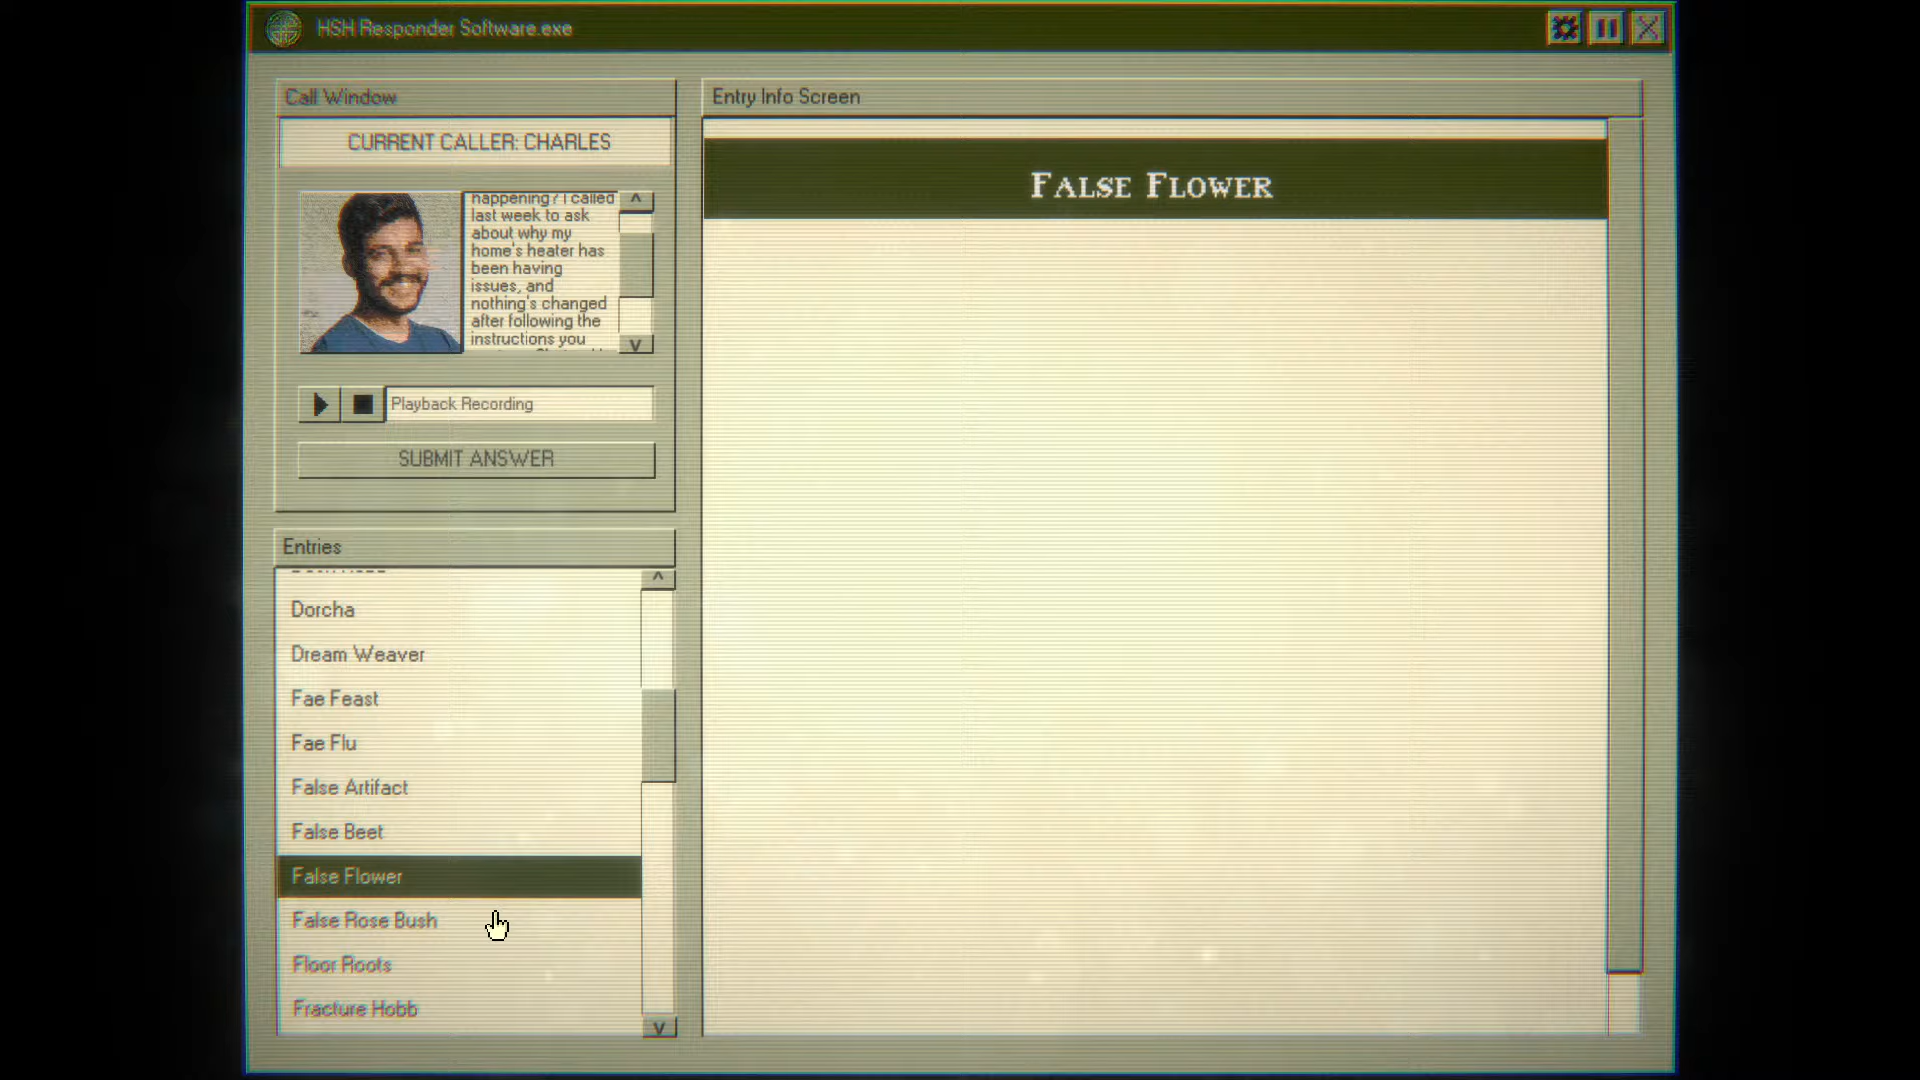 HSH Responder Software.exe
Call Window
CURRENT CALLER: CHARLES
happening? I called
last week to ask
about why my
home's heater has
been having
issues, and
nothing's changed
after following the
instructions you
Playback Recording
SUBMIT ANSWER
Entries
Dorcha
Dream Weaver
Fae Feast
Fae Flu
False Artifact
False Beet
False Flower
False Rose Bush
Floor Roots
Fracture Hobb
Entry Info Screen
False Flower